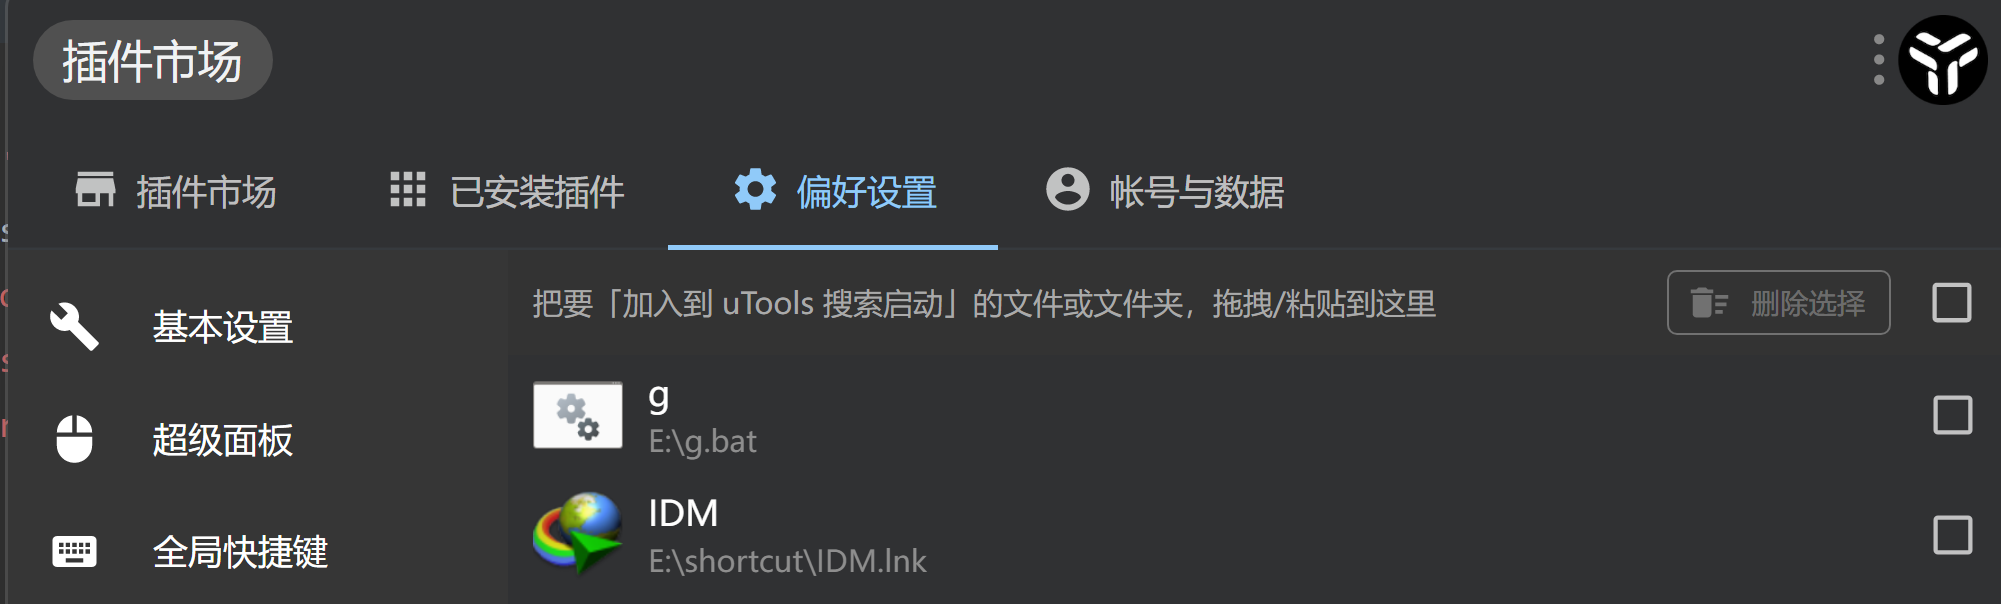 插件市场
插件市场
已安装插件
偏好设置
帐号与数据
基本设置
超级面板
全局快捷键
把要「加入到 uTools 搜索启动」的文件或文件夹，拖拽/粘贴到这里
删除选择
g
E:\g.bat
IDM
E:\shortcut\IDM.lnk